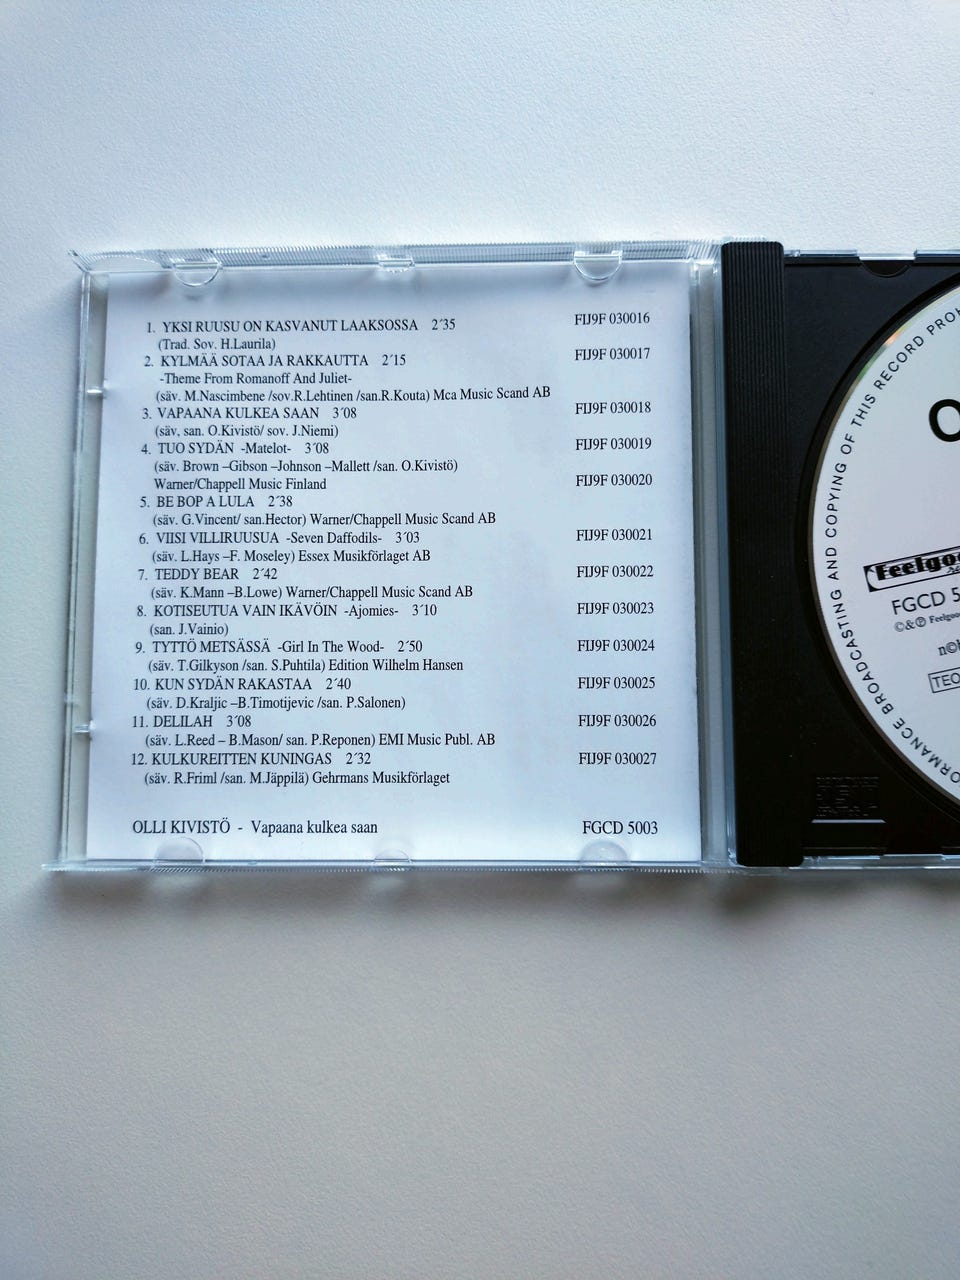 1. YKSI RUUSU ON KASVANUT LAAKSOSSA 2´35 FIJ9F 030016
(Trad. Sov. H.Laurila)
2. KYLMÄÄ SOTAA JA RAKKAUTTA 2´15 FIJ9F 030017
-Theme From Romanoff And Juliet-
(säv. M.Nascimbene /sov.R.Lehtinen /san.R.Kouta) Mca Music Scand AB
3. VAPAANA KULKEA SAAN 3´08 FIJ9F 030018
(säv, san. O.Kivistö/ sov. J.Niemi)
4. TUO SYDÄN -Matelot- 3´08 FIJ9F 030019
(säv. Brown –Gibson –Johnson –Mallett /san. O.Kivistö)
Warner/Chappell Music Finland FIJ9F 030020
5. BE BOP A LULA 2´38
(säv. G.Vincent/ san.Hector) Warner/Chappell Music Scand AB
6. VIISI VILLIRUUSUA -Seven Daffodils- 3´03 FIJ9F 030021
(säv. L.Hays –F. Moseley) Essex Musikförlaget AB
7. TEDDY BEAR 2´42 FIJ9F 030022
(säv. K.Mann –B.Lowe) Warner/Chappell Music Scand AB
8. KOTISEUTUA VAIN IKÄVÖIN -Ajomies- 3´10 FIJ9F 030023
(san. J.Vainio)
9. TYTTÖ METSÄSSÄ -Girl In The Wood- 2´50 FIJ9F 030024
(säv. T.Gilkyson /san. S.Puhtila) Edition Wilhelm Hansen
10. KUN SYDÄN RAKASTAA 2´40 FIJ9F 030025
(säv. D.Kraljic –B.Timotijevic /san. P.Salonen)
11. DELILAH 3´08 FIJ9F 030026
(säv. L.Reed – B.Mason/ san. P.Reponen) EMI Music Publ. AB
12. KULKUREITTEN KUNINGAS 2´32 FIJ9F 030027
(säv. R.Friml /san. M.Jäppilä) Gehrmans Musikförlaget
OLLI KIVISTÖ - Vapaana kulkea saan FGCD 5003
O
Feelgoo
FGCD 5
©&℗ Feelgoo
n©b
TEO
ORMANCE BROADCASTING AND COPYING OF THIS RECORD PROH